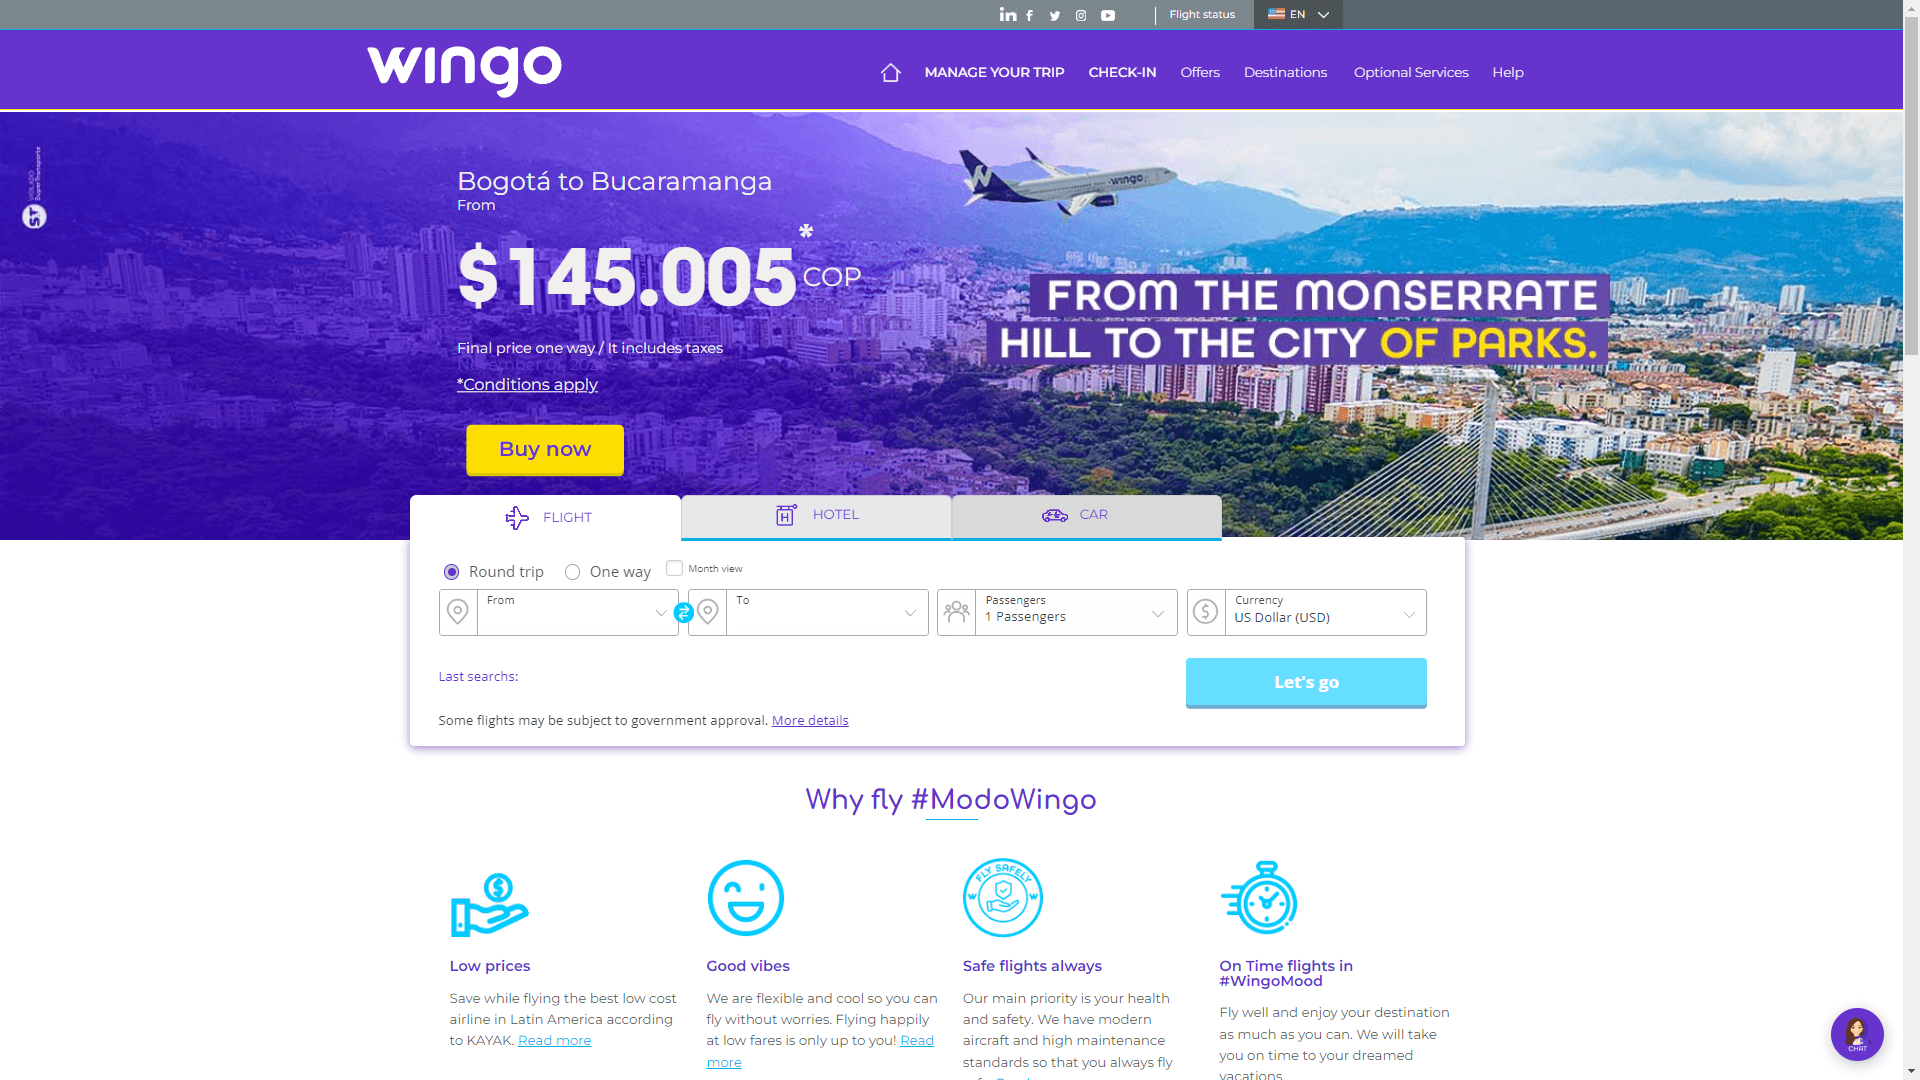 Flight status
EN
wingo
MANAGE YOUR TRIP
CHECK-IN
Offers
Destinations
Optional Services
Help
VIGILADO
SuperTransporte
Bogotá to Bucaramanga
From
$145.005* COP
Final price one way / It includes taxes
*Conditions apply
Buy now
wingo
FROM THE MONSERRATE
HILL TO THE CITY OF PARKS.
FLIGHT
HOTEL
CAR
Round trip
One way
Month view
From
To
Passengers
1 Passengers
Currency
US Dollar (USD)
Last searchs:
Let's go
Some flights may be subject to government approval. More details
Why fly #ModoWingo
FLY SAFELY
Low prices
Save while flying the best low cost
airline in Latin America according
to KAYAK. Read more
Good vibes
We are flexible and cool so you can
fly without worries. Flying happily
at low fares is only up to you! Read
more
Safe flights always
Our main priority is your health
and safety. We have modern
aircraft and high maintenance
standards so that you always fly
On Time flights in
#WingoMood
Fly well and enjoy your destination
as much as you can. We will take
you on time to your dreamed
vacations.
CHAT